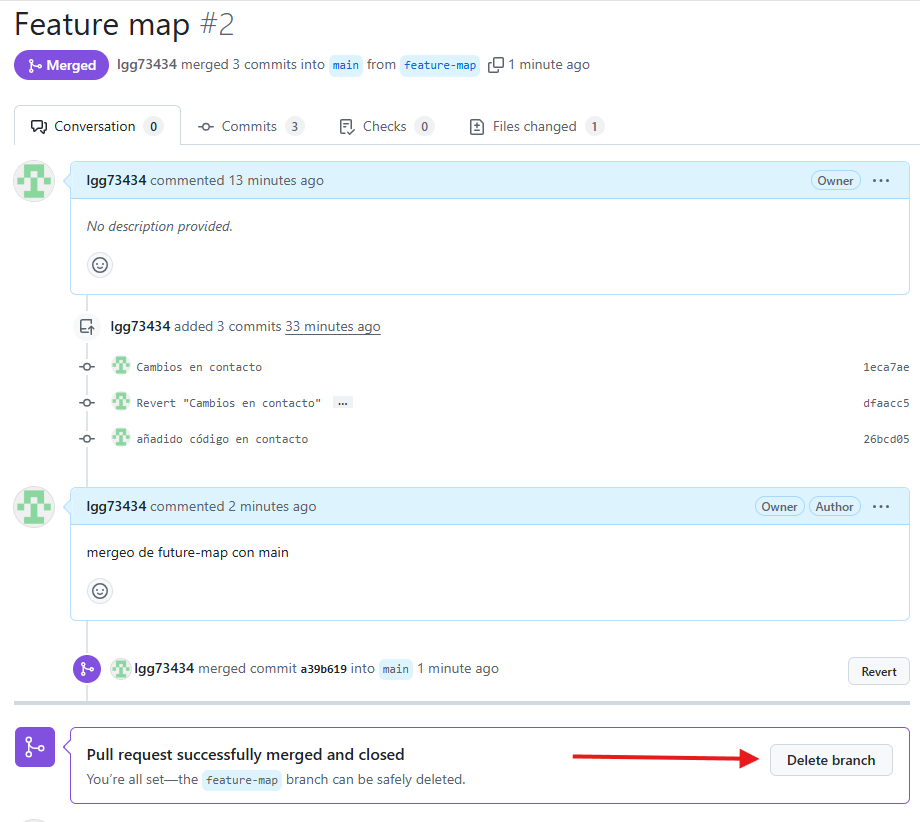 Feature map #2
Merged lgg73434 merged 3 commits into main from feature-map 1 minute ago
Conversation 0 Commits 3 Checks 0 Files changed 1
lgg73434 commented 13 minutes ago Owner ...
No description provided.
lgg73434 added 3 commits 33 minutes ago
Cambios en contacto 1eca7ae
Revert "Cambios en contacto" ... dfaacc5
añadido código en contacto 26bcd05
lgg73434 commented 2 minutes ago Owner Author ...
mergeo de future-map con main
lgg73434 merged commit a39b619 into main 1 minute ago Revert
Pull request successfully merged and closed
You’re all set—the feature-map branch can be safely deleted. Delete branch